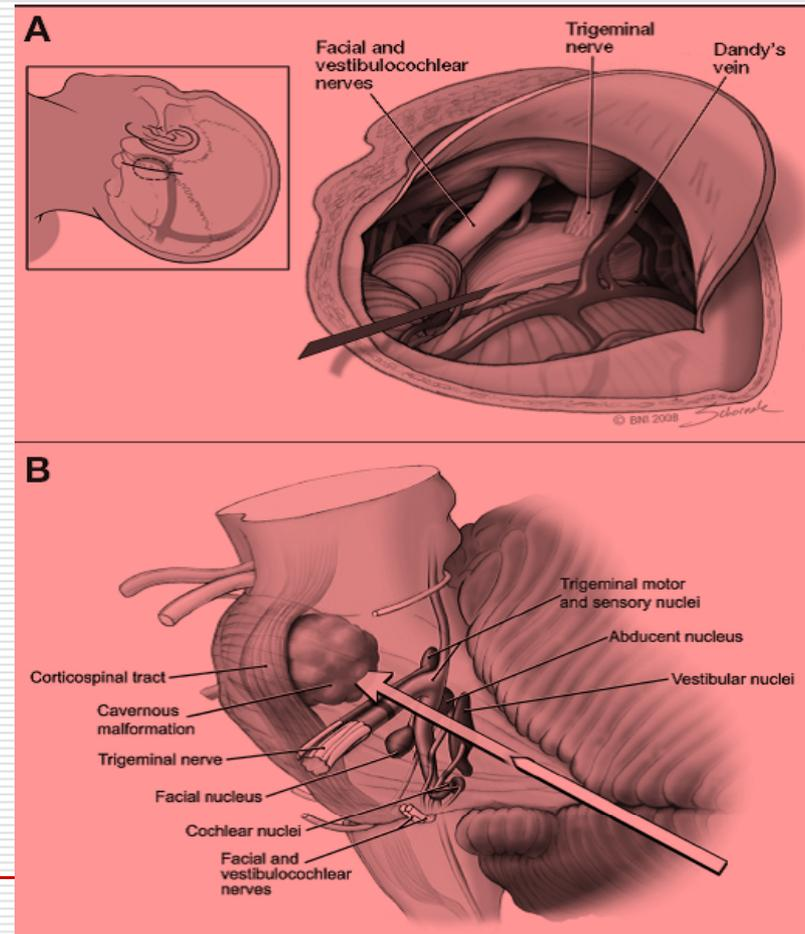 A
Facial and
vestibulocochlear
nerves
Trigeminal
nerve
Dandy's
vein
© BNI 2008
B
Trigeminal motor
and sensory nuclei
Abducent nucleus
Vestibular nuclei
Corticospinal tract
Cavernous
malformation
Trigeminal nerve
Facial nucleus
Cochlear nuclei
Facial and
vestibulocochlear
nerves